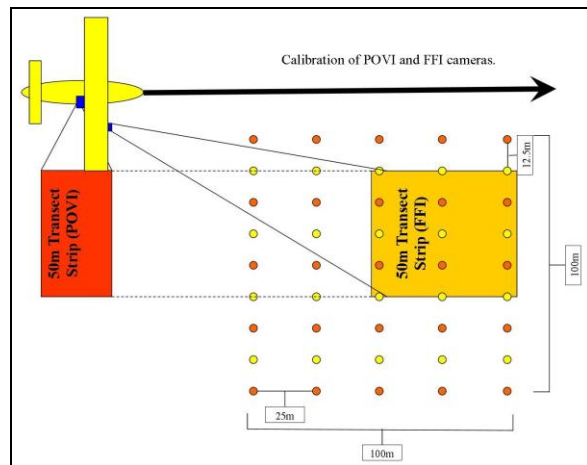 Calibration of POVI and FFI cameras.
12.5m
50m Transect
Strip (POVI)
50m Transect
Strip (FFI)
100m
25m
100m